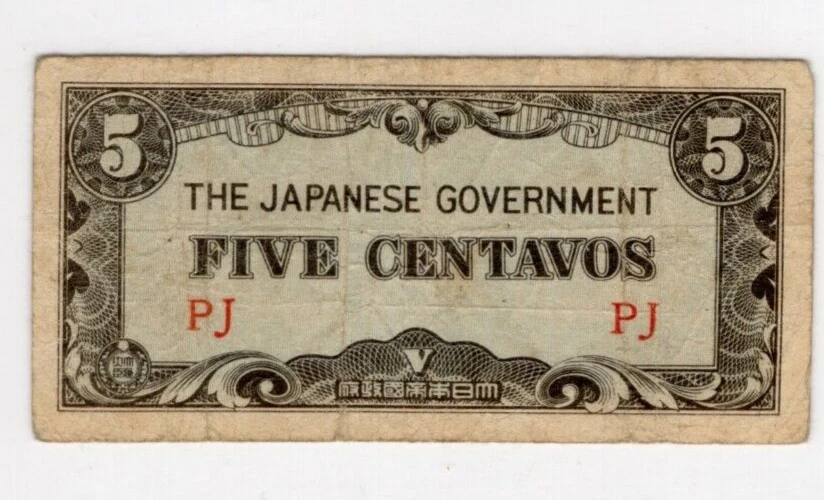 5 5
THE JAPANESE GOVERNMENT
FIVE CENTAVOS
PJ PJ
V
大日本帝國政府